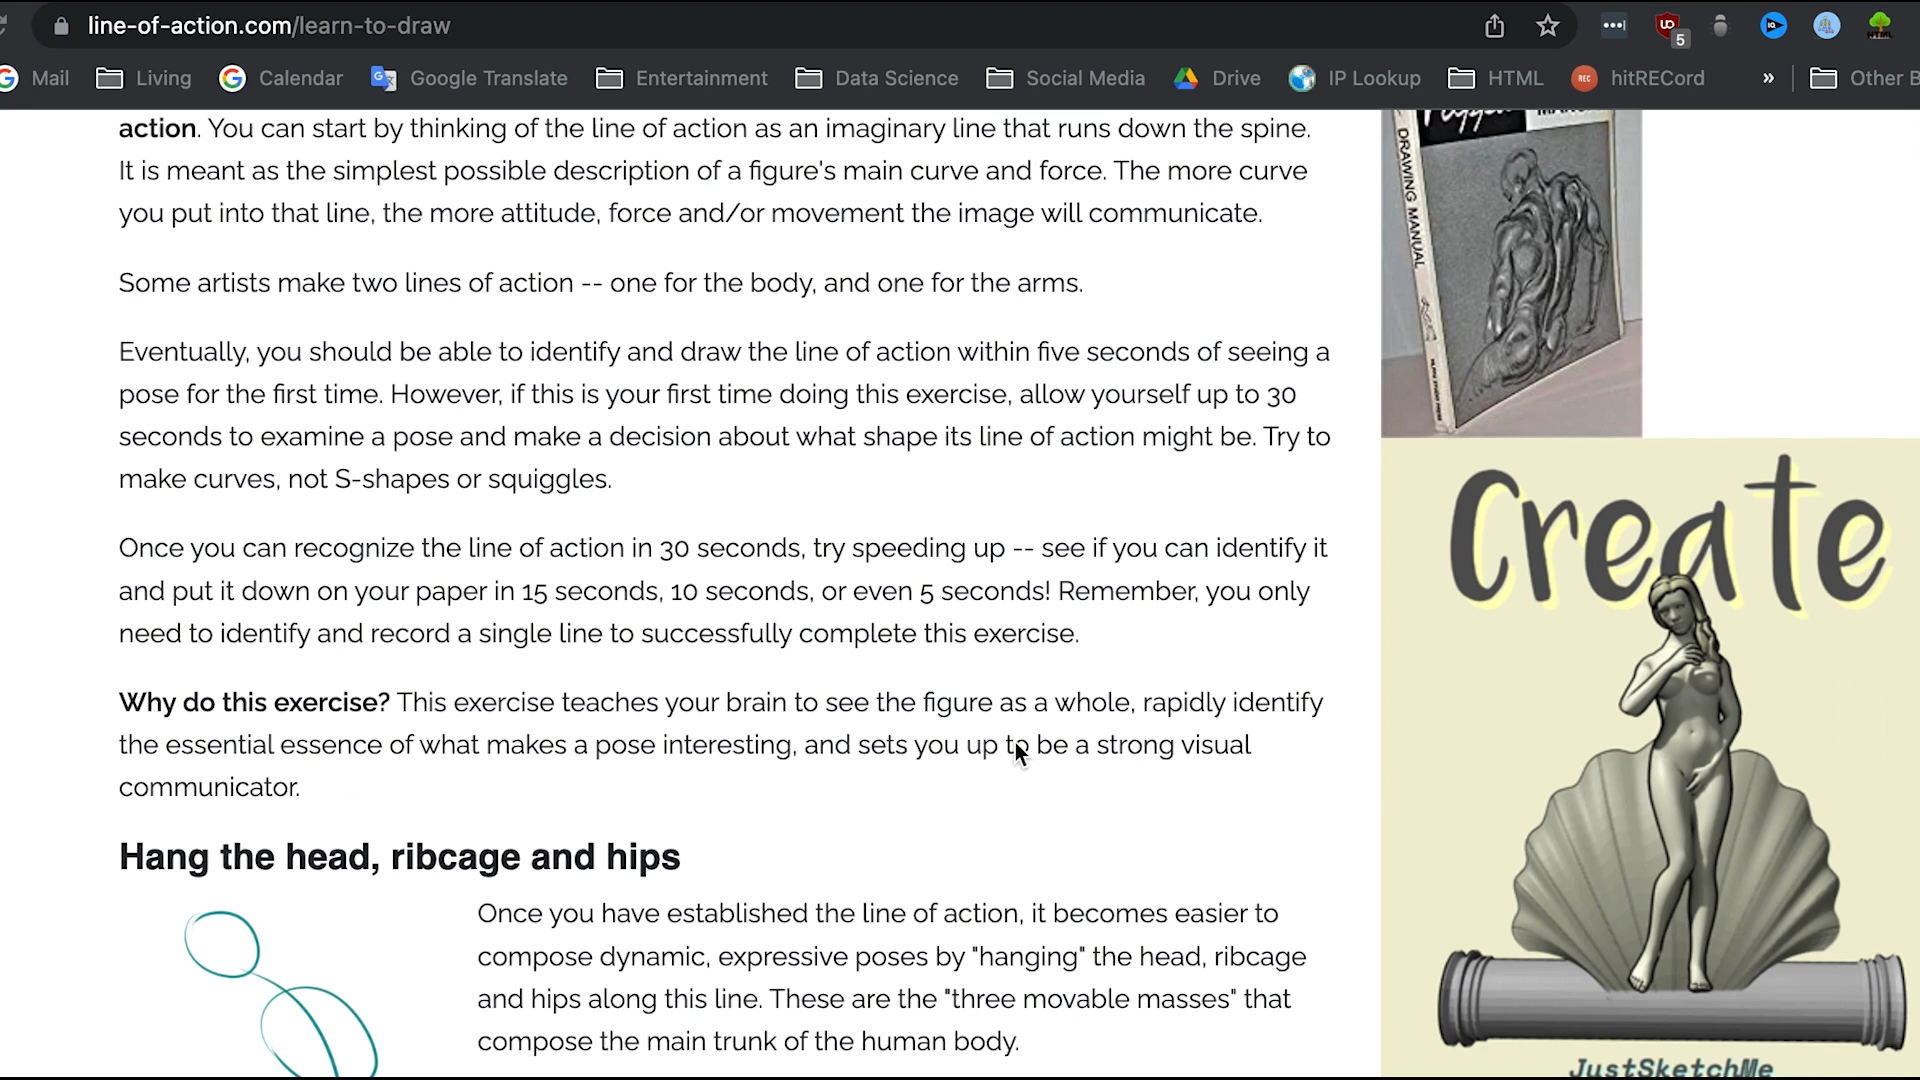 line-of-action.com/learn-to-draw
5
Mail Living Calendar Google Translate Entertainment Data Science Social Media Drive IP Lookup HTML REC hitRECord » Other B
action. You can start by thinking of the line of action as an imaginary line that runs down the spine.
It is meant as the simplest possible description of a figure's main curve and force. The more curve
you put into that line, the more attitude, force and/or movement the image will communicate.
Some artists make two lines of action -- one for the body, and one for the arms.
Eventually, you should be able to identify and draw the line of action within five seconds of seeing a
pose for the first time. However, if this is your first time doing this exercise, allow yourself up to 30
seconds to examine a pose and make a decision about what shape its line of action might be. Try to
make curves, not S-shapes or squiggles.
Once you can recognize the line of action in 30 seconds, try speeding up -- see if you can identify it
and put it down on your paper in 15 seconds, 10 seconds, or even 5 seconds! Remember, you only
need to identify and record a single line to successfully complete this exercise.
Why do this exercise? This exercise teaches your brain to see the figure as a whole, rapidly identify
the essential essence of what makes a pose interesting, and sets you up to be a strong visual
communicator.
Hang the head, ribcage and hips
Once you have established the line of action, it becomes easier to
compose dynamic, expressive poses by "hanging" the head, ribcage
and hips along this line. These are the "three movable masses" that
compose the main trunk of the human body.
DRAWING MANUAL
Create
JustSketchMe